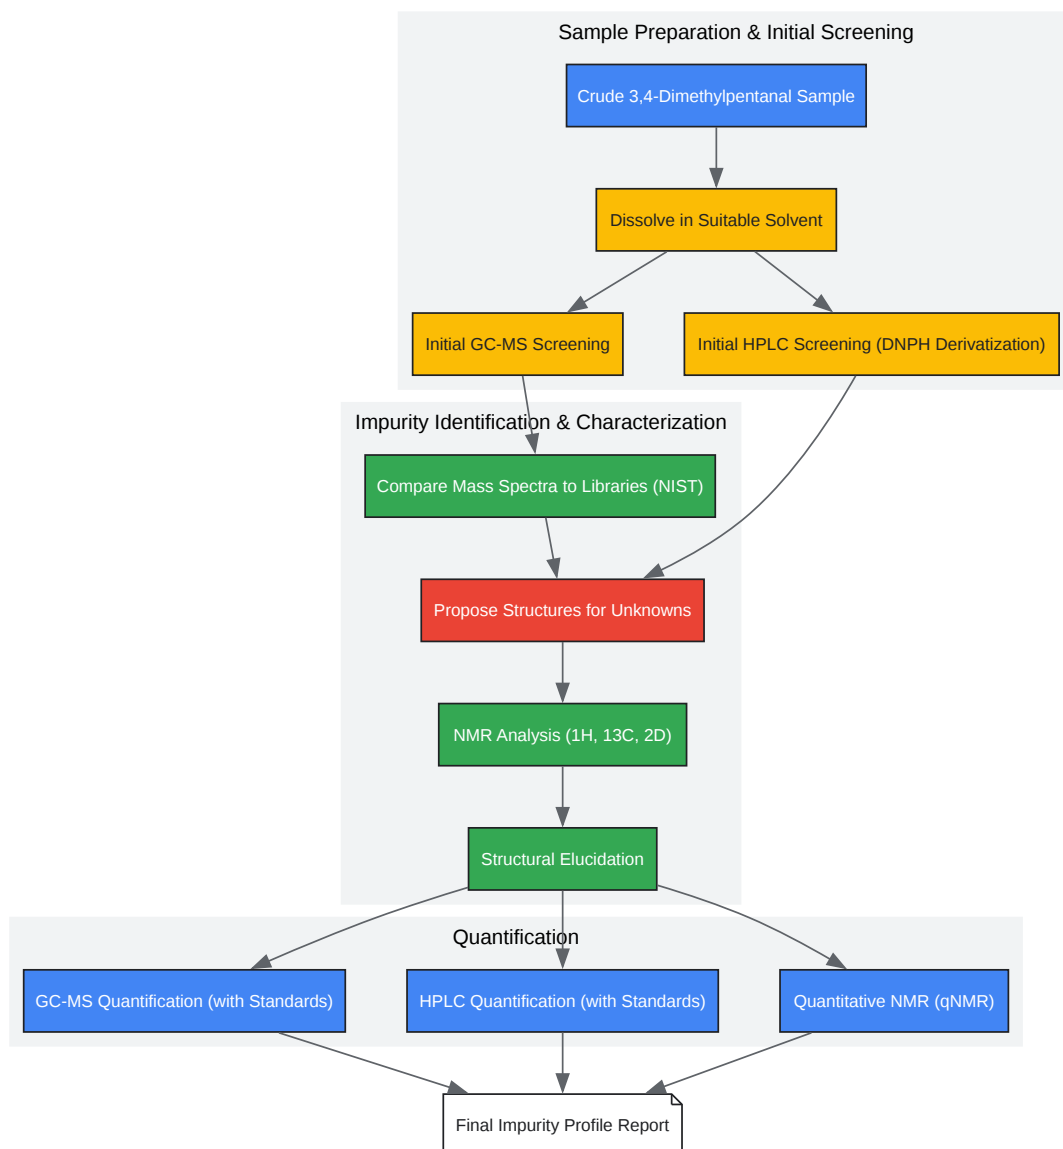 Sample Preparation & Initial Screening
Crude 3,4-Dimethylpentanal Sample
Dissolve in Suitable Solvent
Initial GC-MS Screening
Initial HPLC Screening (DNPH Derivatization)
Impurity Identification & Characterization
Compare Mass Spectra to Libraries (NIST)
Propose Structures for Unknowns
NMR Analysis (1H, 13C, 2D)
Structural Elucidation
Quantification
GC-MS Quantification (with Standards)
HPLC Quantification (with Standards)
Quantitative NMR (qNMR)
Final Impurity Profile Report